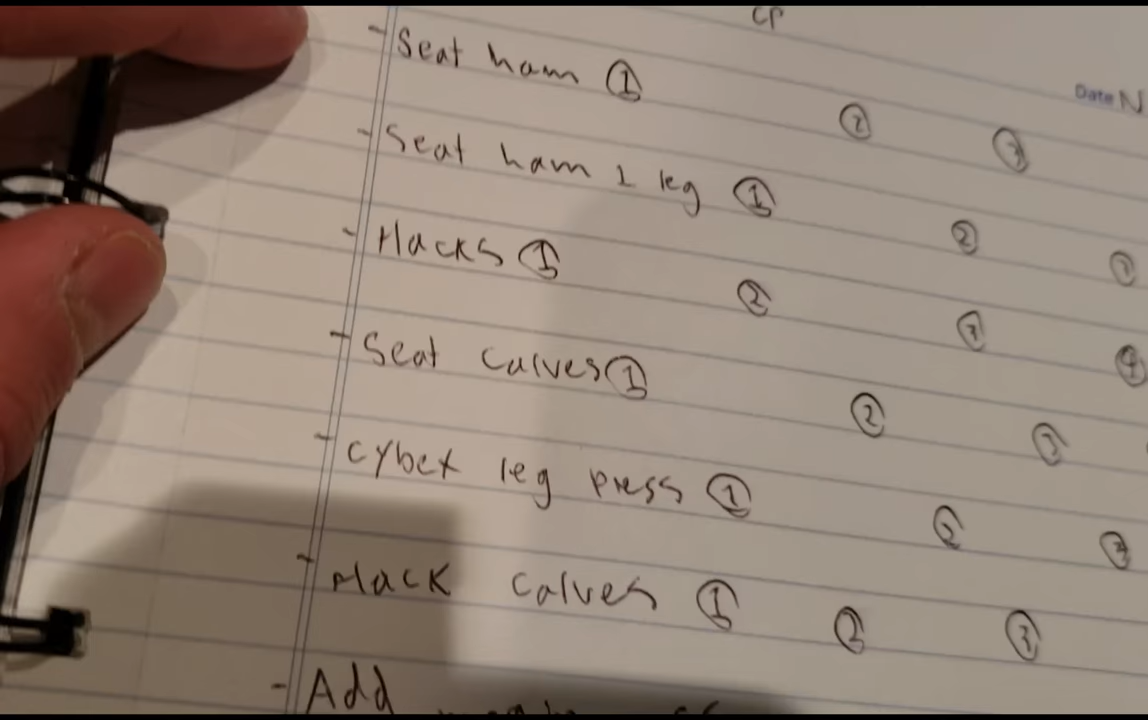 CP
Date N
- Seat ham ① ② ③
- Seat ham 1 leg ① ② ③
- Hacks ① ② ③ ④
- Seat calves ① ② ③
- Cybex leg press ① ② ③
- Hack calves ① ② ③
- Add